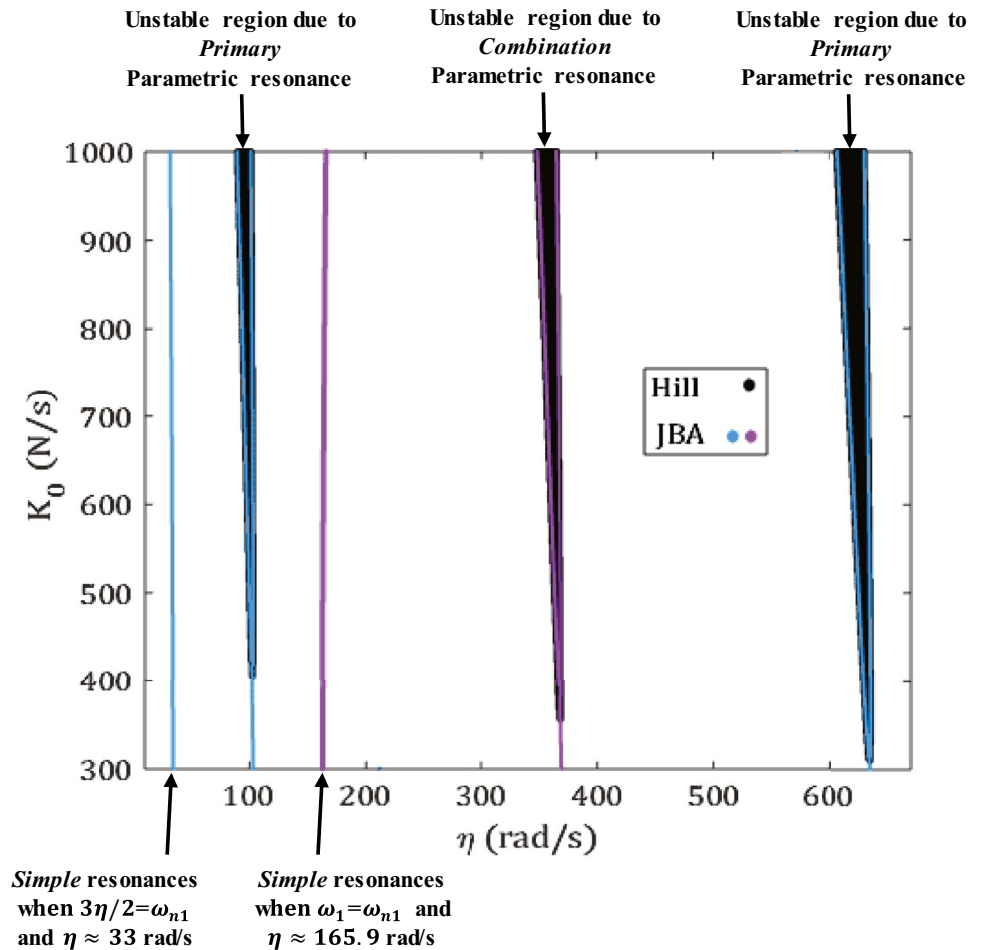 Unstable region due to
Primary
Parametric resonance
Unstable region due to
Combination
Parametric resonance
Unstable region due to
Primary
Parametric resonance
1000
900
800
700
600
500
400
300
K₀ (N/s)
Hill
JBA
100 200 300 400 500 600
η (rad/s)
Simple resonances
when 3η/2=ωₙ₁
and η ≈ 33 rad/s
Simple resonances
when ω₁=ωₙ₁ and
η ≈ 165.9 rad/s